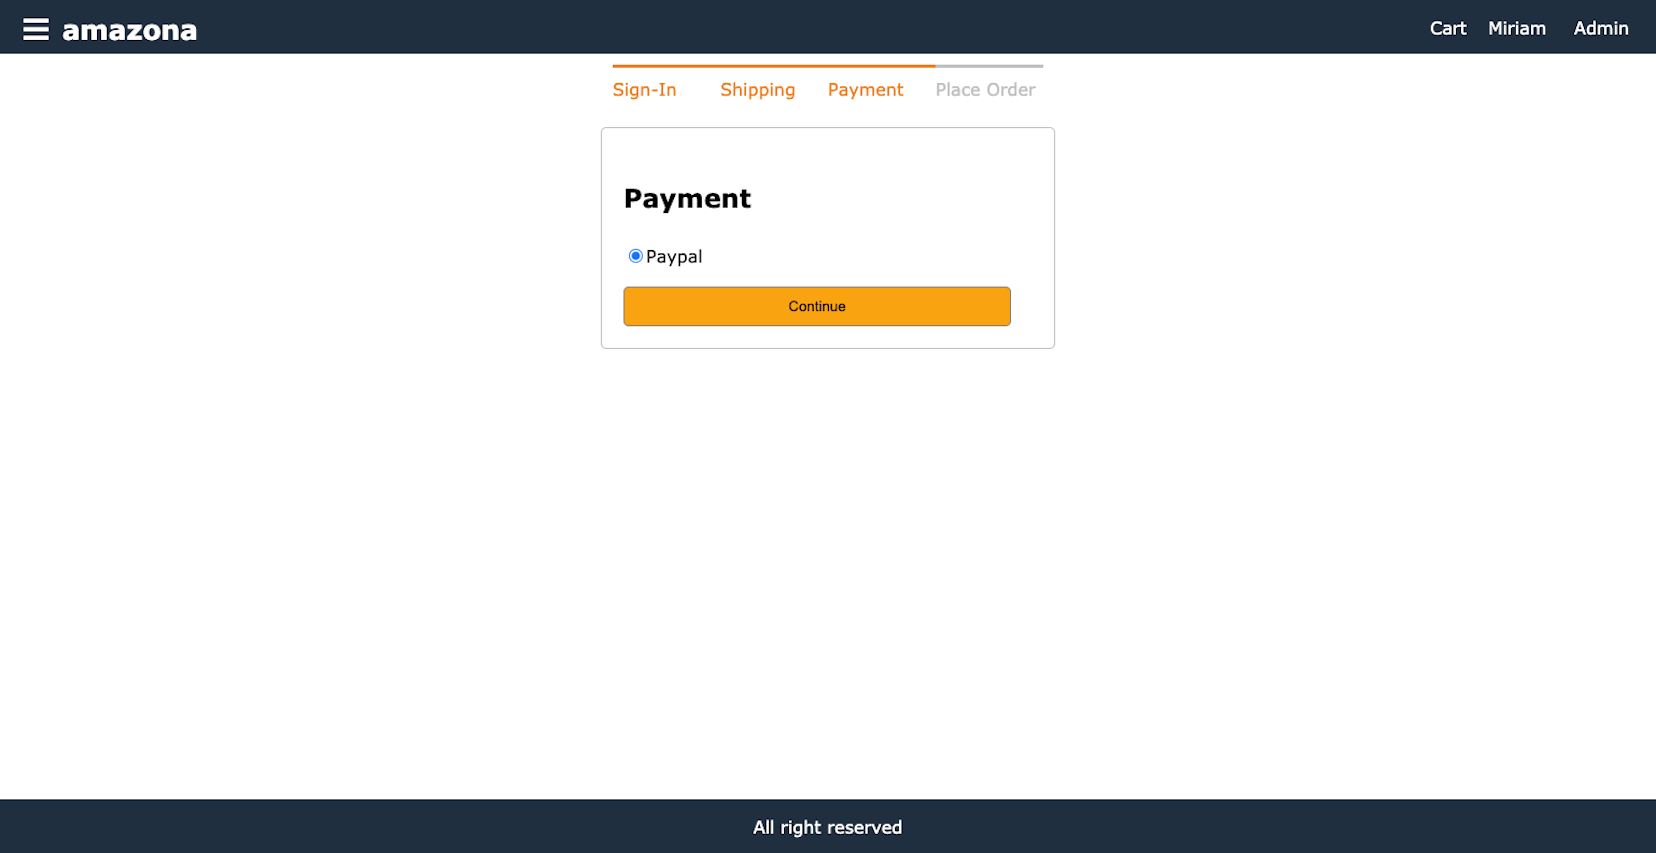 amazona
Cart Miriam Admin
Sign-In Shipping Payment Place Order
Payment
Paypal
Continue
All right reserved